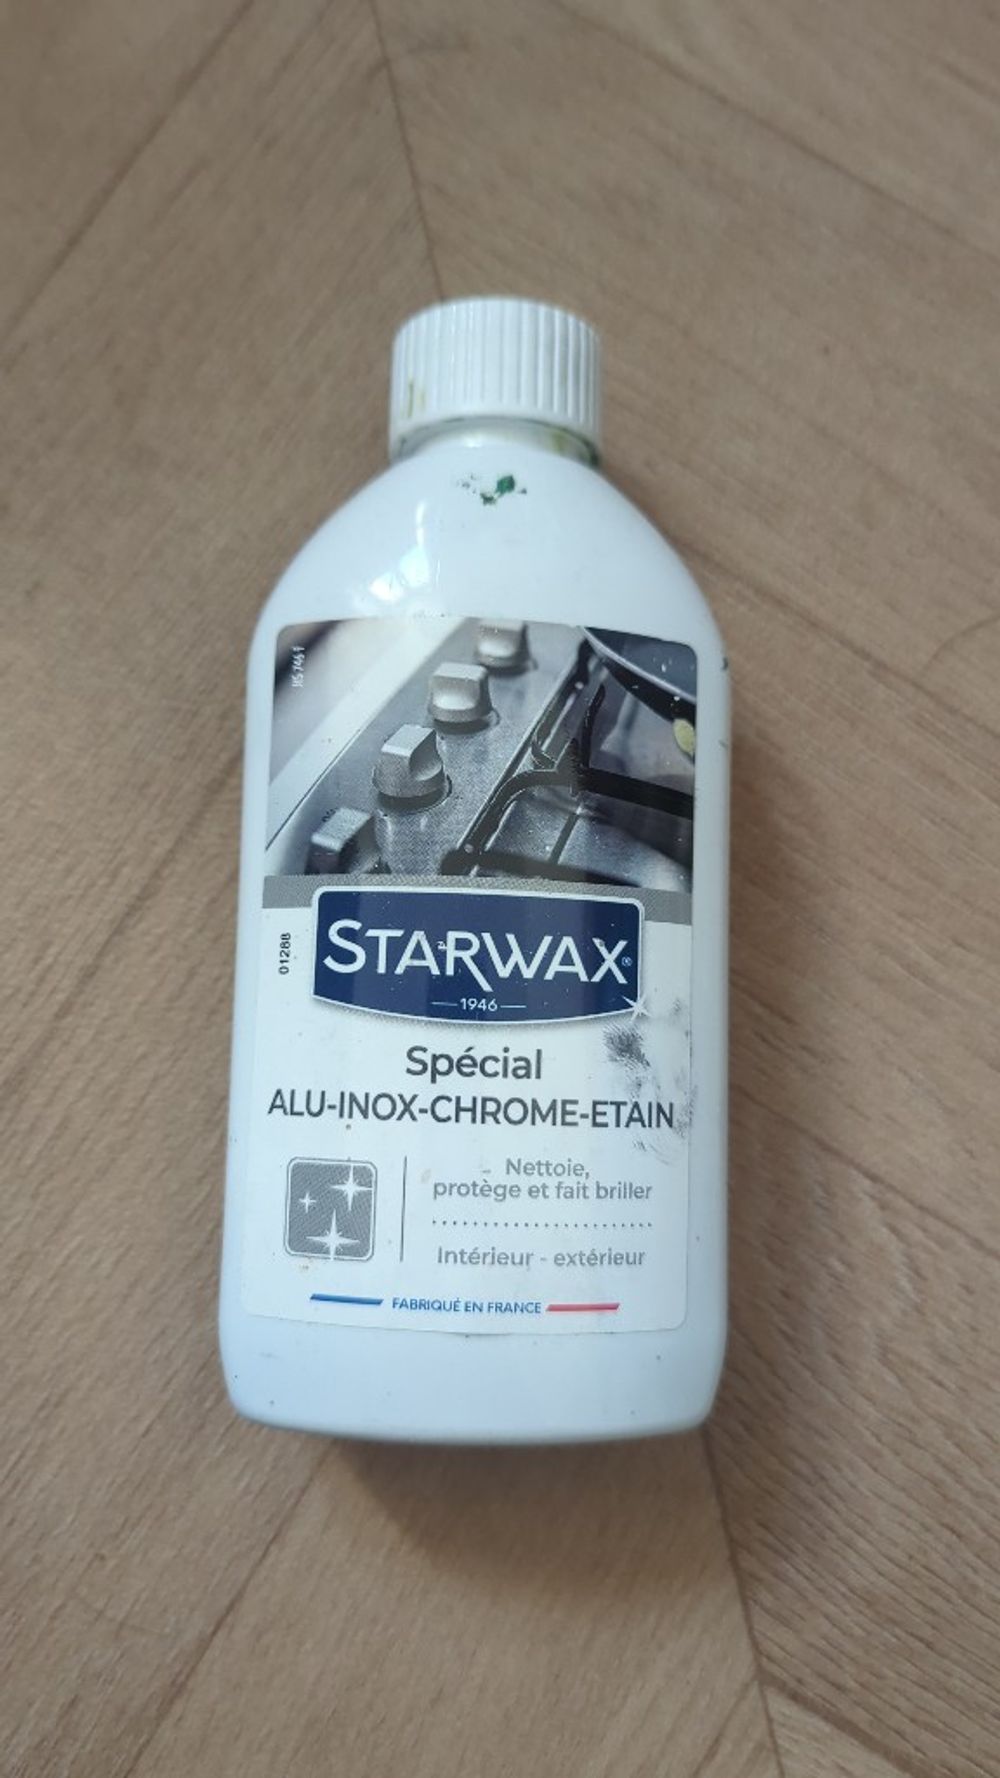 01288
STARWAX®
1946
Spécial
ALU-INOX-CHROME-ETAIN
Nettoie,
protège et fait briller
Intérieur - extérieur
FABRIQUÉ EN FRANCE